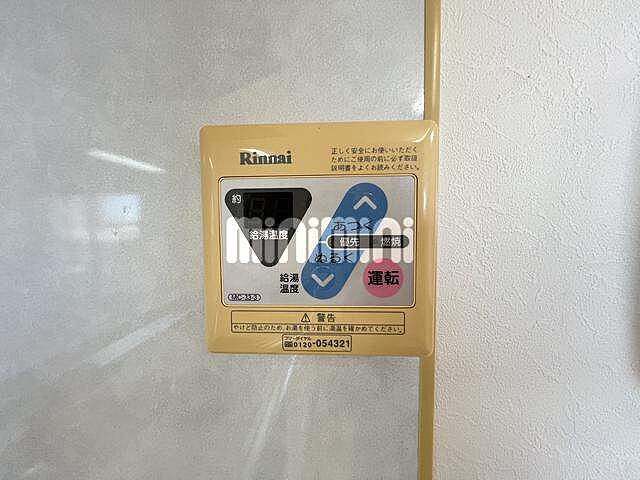 Rinnai
正しく安全にお使いいただく
ためにご使用の前に必ず取扱
説明書をよくお読みください。
約
給湯温度
あつく
優先 燃焼
ぬるく
給湯
温度
運転
MC-33-3
minimini
⚠ 警告
やけど防止のため、お湯を使う前に湯温を確かめてください。
フリーダイヤル
0120-054321